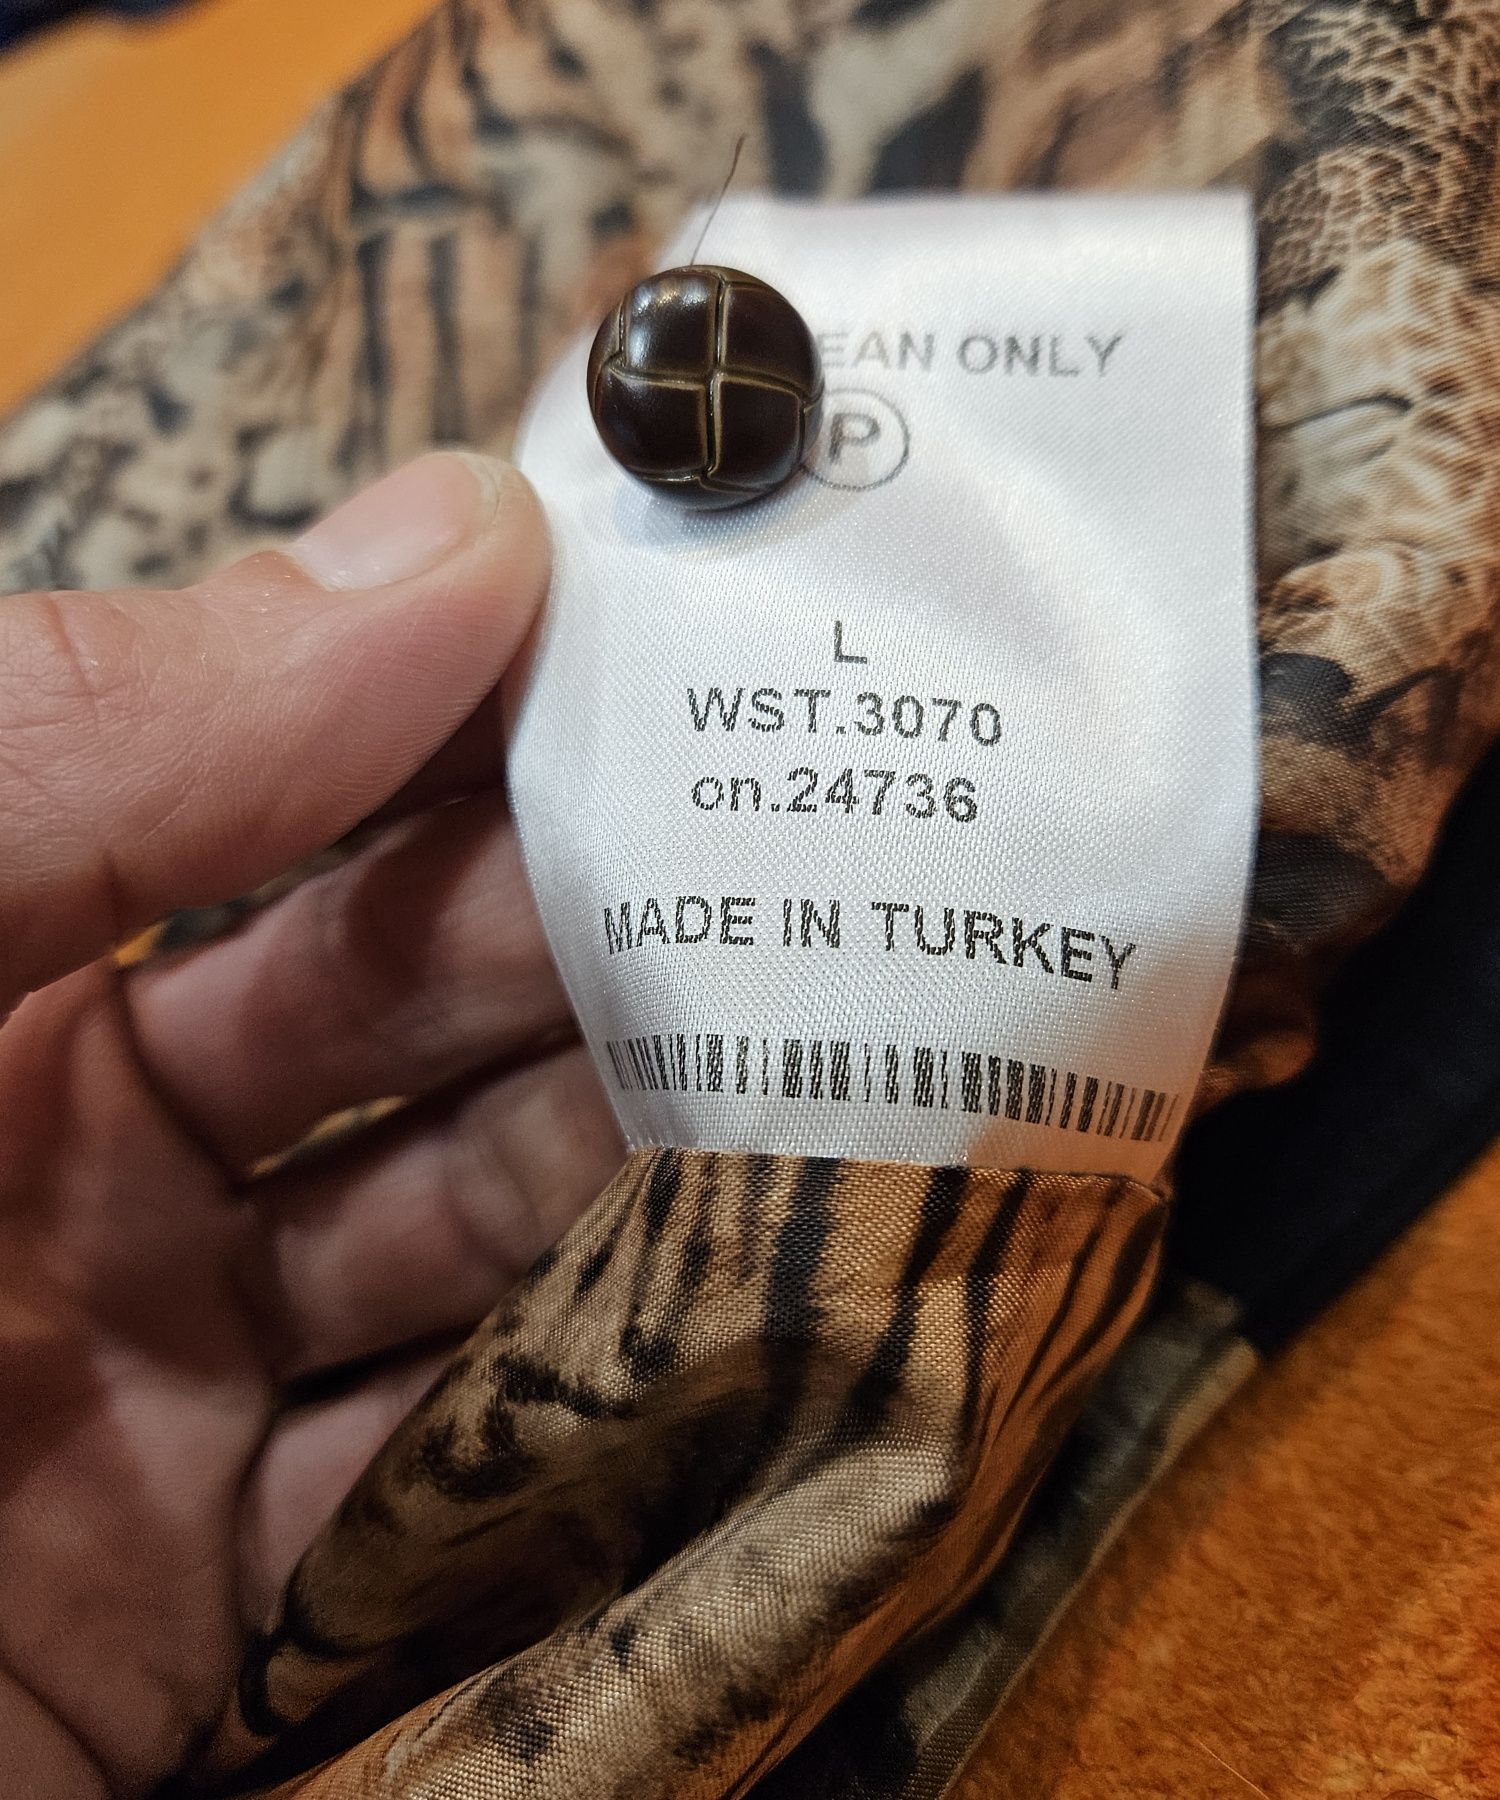 EAN ONLY
P
L
WST.3070
on.24736
MADE IN TURKEY